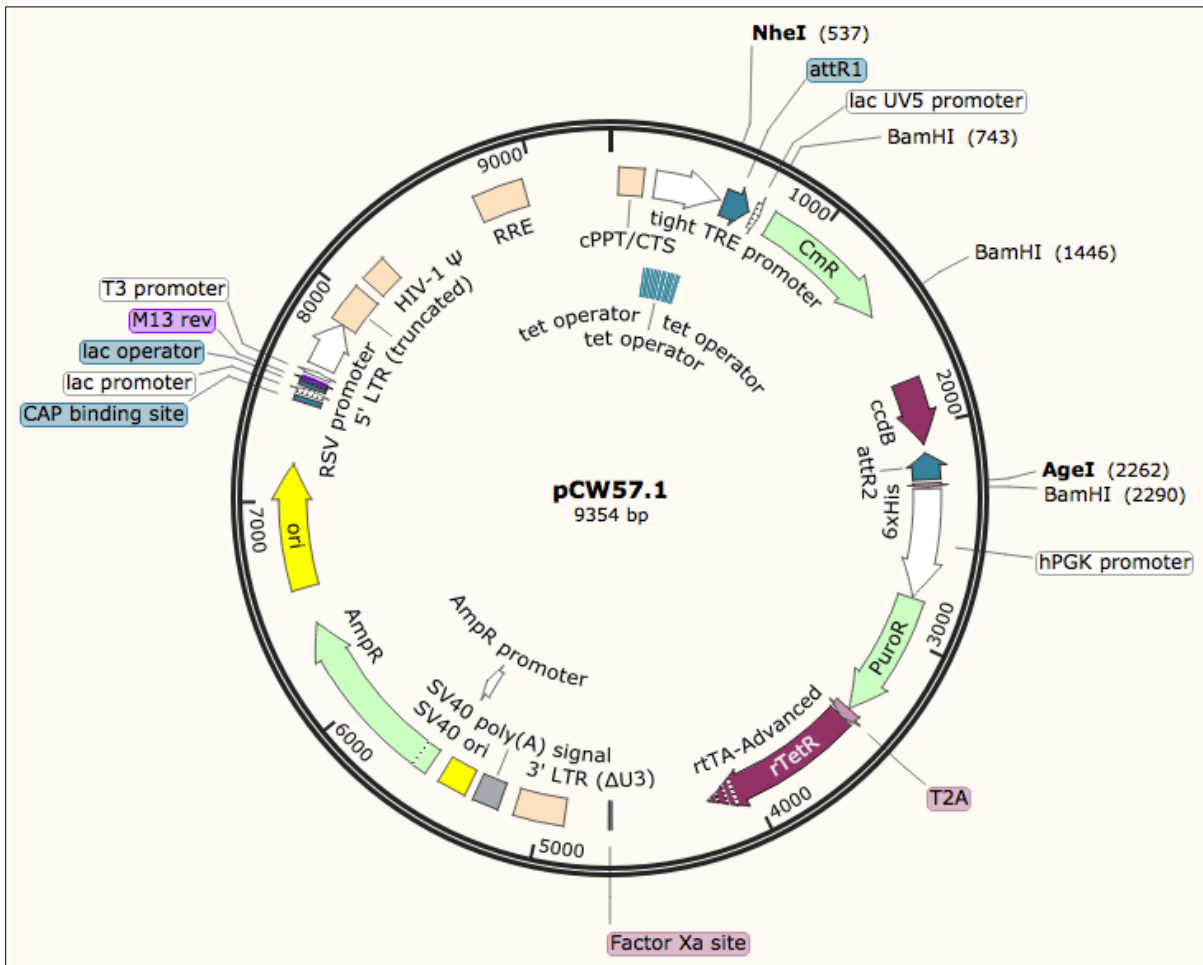 NheI (537)
attR1
lac UV5 promoter
BamHI (743)
9000
1000
RRE
cPPT/CTS
tight TRE promoter
CmR
BamHI (1446)
T3 promoter
M13 rev
lac operator
lac promoter
CAP binding site
8000
HIV-1 Ψ
5' LTR (truncated)
RSV promoter
tet operator
tet operator
tet operator
2000
ccdB
attR2
AgeI (2262)
BamHI (2290)
siHx9
pCW57.1
9354 bp
7000
ori
hPGK promoter
3000
PuroR
AmpR
AmpR promoter
SV40 poly(A) signal
SV40 ori
3' LTR (ΔU3)
rtTA-Advanced
rTetR
T2A
6000
5000
4000
Factor Xa site